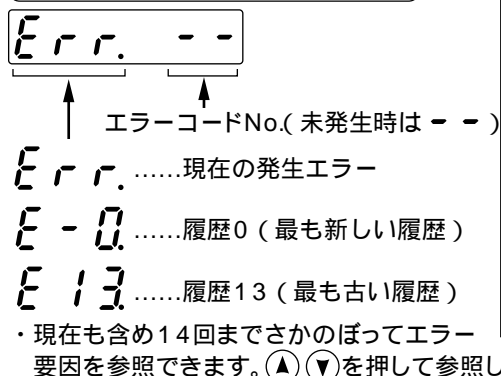 Err. - -
エラーコードNo.(未発生時は - - )
Err. ……現在の発生エラー
E - 0. ……履歴0(最も新しい履歴)
E 13. ……履歴13(最も古い履歴)
・現在も含め14回までさかのぼってエラー
要因を参照できます。▲▼を押して参照し